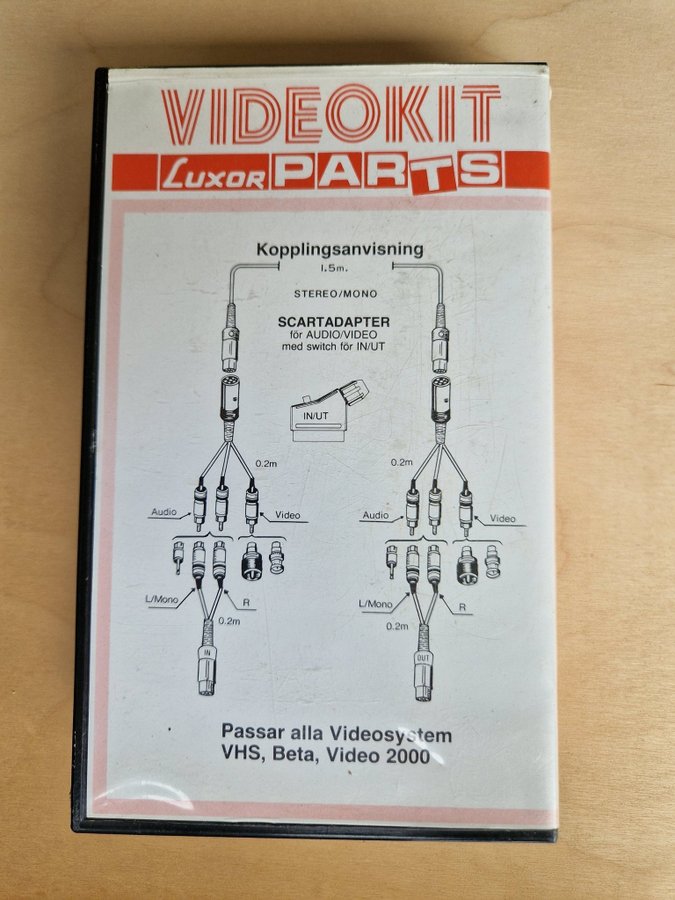 VIDEOKIT
LUXOR PARTS
Kopplingsanvisning
1.5m.
STEREO/MONO
SCARTADAPTER
för AUDIO/VIDEO
med switch för IN/UT
IN/UT
0.2m
0.2m
Audio
Video
Audio
Video
L/Mono
R
L/Mono
R
0.2m
0.2m
IN
OUT
Passar alla Videosystem
VHS, Beta, Video 2000